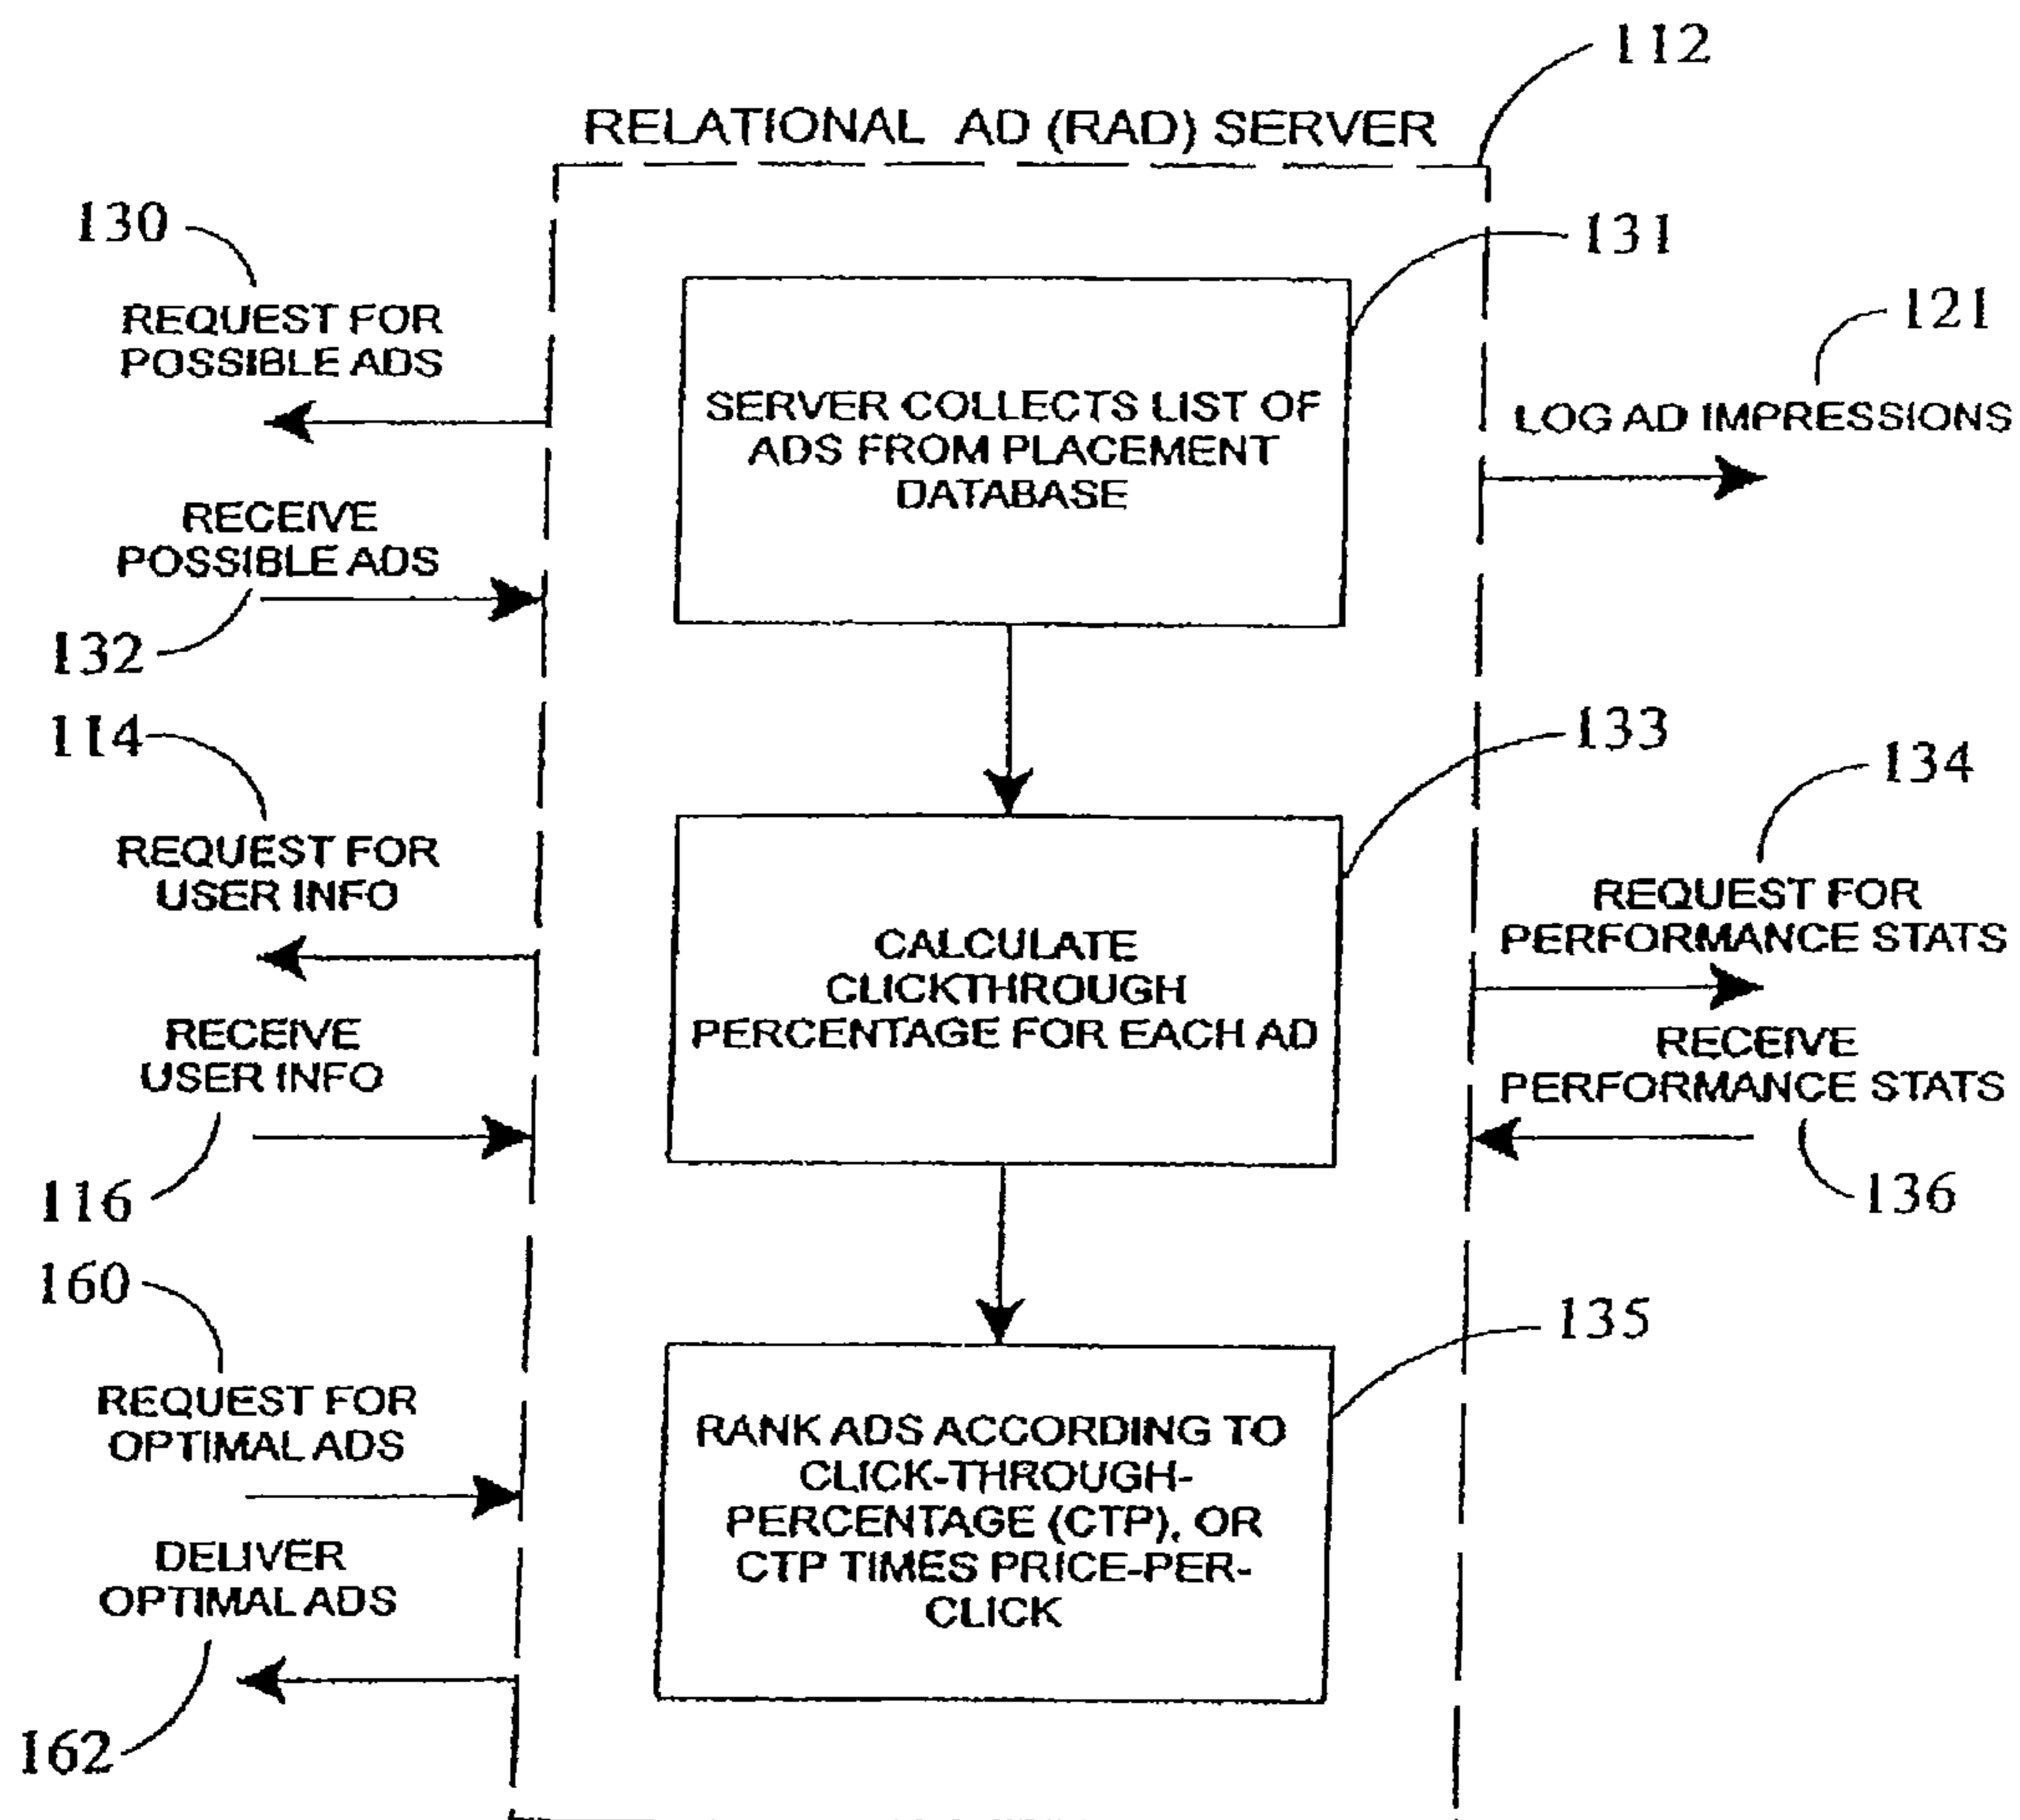 112
RELATIONAL AD (RAD) SERVER
130
131
REQUEST FOR
POSSIBLE ADS
121
SERVER COLLECTS LIST OF
ADS FROM PLACEMENT
DATABASE
LOG AD IMPRESSIONS
RECEIVE
POSSIBLE ADS
132
114
133
134
REQUEST FOR
USER INFO
CALCULATE
CLICKTHROUGH
PERCENTAGE FOR EACH AD
REQUEST FOR
PERFORMANCE STATS
RECEIVE
USER INFO
RECEIVE
PERFORMANCE STATS
116
136
160
135
REQUEST FOR
OPTIMAL ADS
RANK ADS ACCORDING TO
CLICK-THROUGH-
PERCENTAGE (CTP), OR
CTP TIMES PRICE-PER-
CLICK
DELIVER
OPTIMAL ADS
162